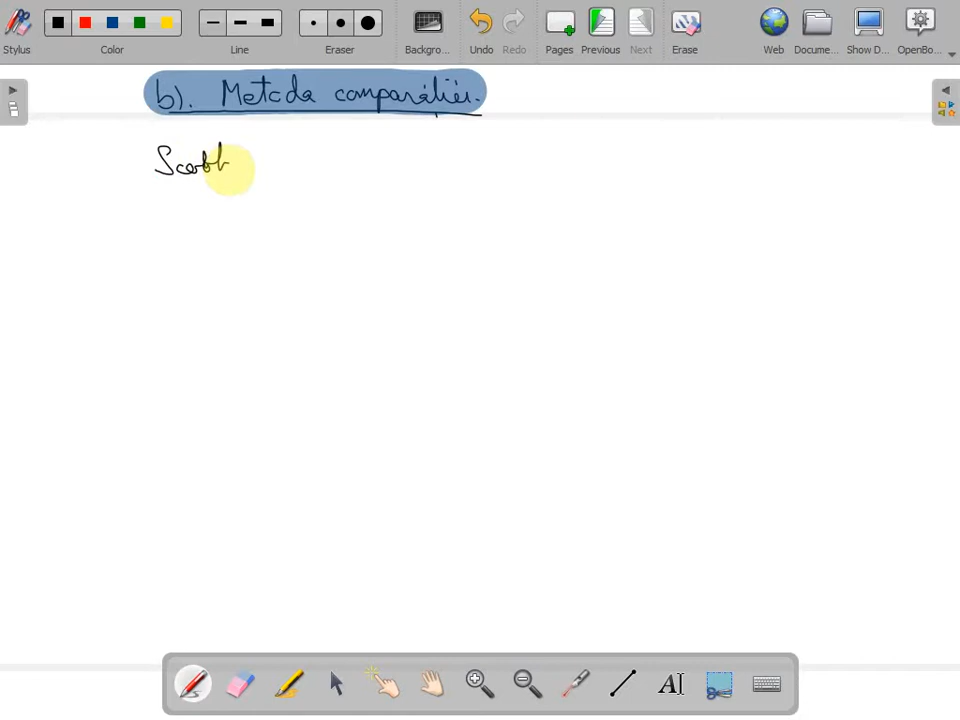 Stylus
Color
Line
Eraser
Backgro...
Undo
Redo
Pages
Previous
Next
Erase
Web
Docume...
Show D...
OpenBo...
b). Metoda comparației.